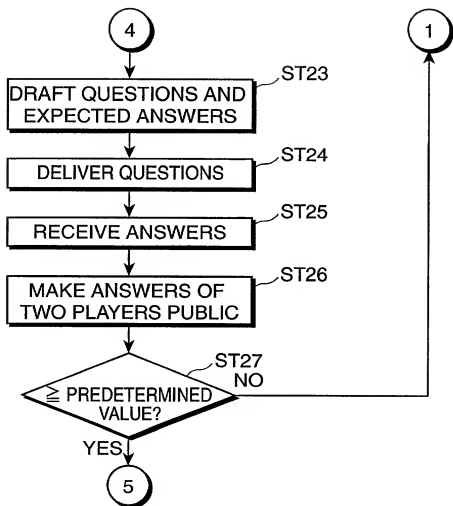 4
1
ST23
DRAFT QUESTIONS AND
EXPECTED ANSWERS
ST24
DELIVER QUESTIONS
ST25
RECEIVE ANSWERS
ST26
MAKE ANSWERS OF
TWO PLAYERS PUBLIC
ST27
NO
≧ PREDETERMINED
VALUE?
YES
5